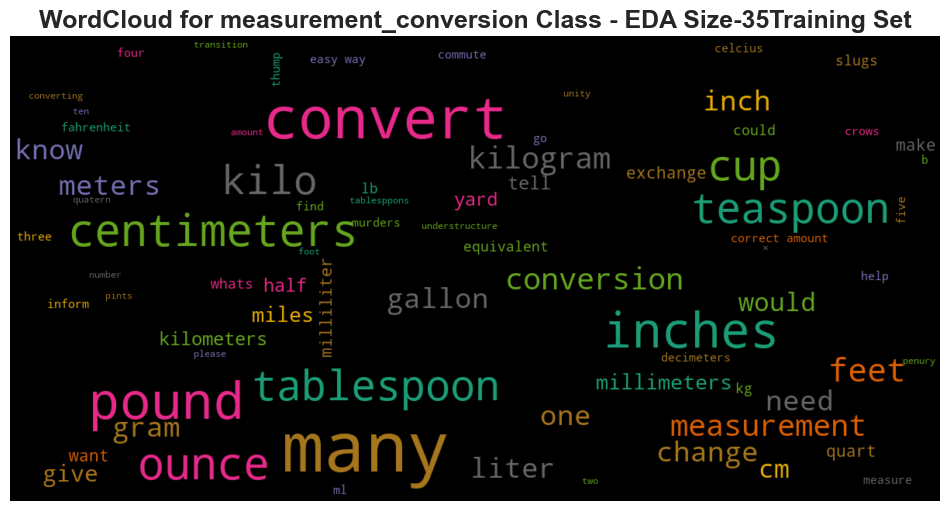 WordCloud for measurement_conversion Class - EDA Size-35Training Set
transition
four
thump
easy way
commute
celcius
slugs
converting
ten
unity
convert
inch
fahrenheit
amount
could
crows
know
go
make
kilo
kilogram
cup
b
meters
lb
tell
exchange
quatern
find
tablesppons
yard
teaspoon
five
three
centimeters
murders
understructure
correct amount
foot
equivalent
x
number
whats
half
milliliter
conversion
help
inform
pints
gallon
would
miles
kilometers
inches
please
decimeters
penury
pound
tablespoon
millimeters
kg
feet
gram
one
need
many
measurement
want
ounce
liter
change
quart
give
cm
ml
two
measure